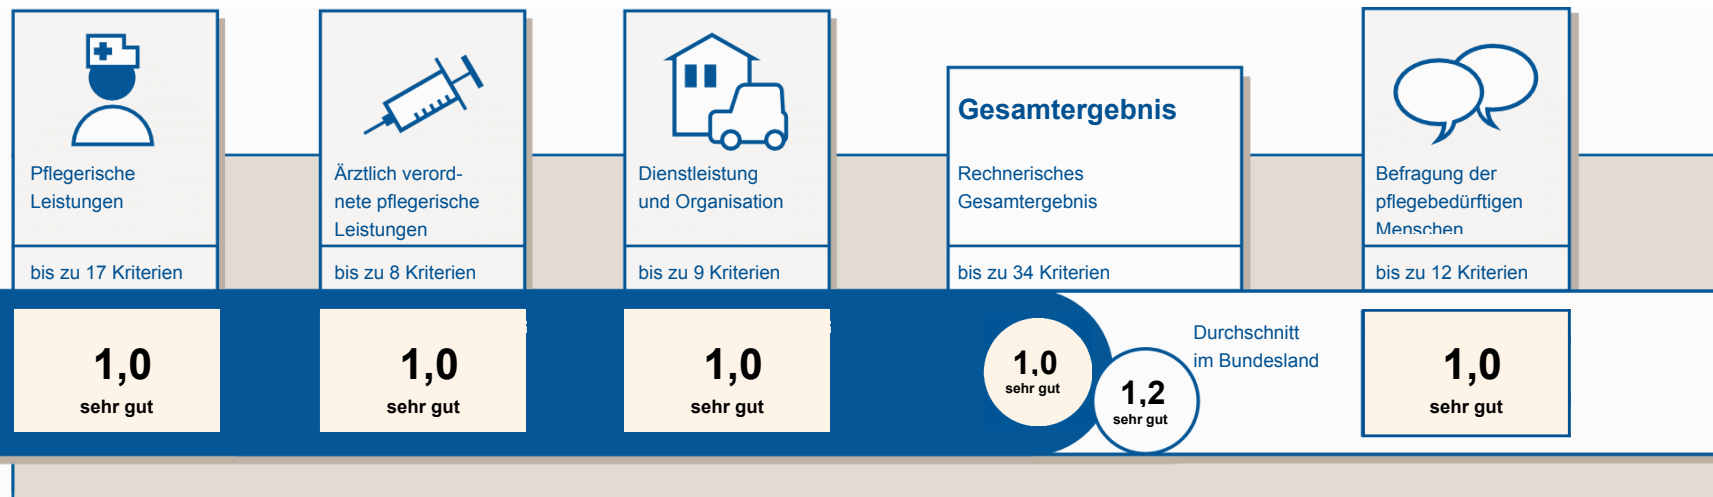 Pflegerische
Leistungen
bis zu 17 Kriterien
1,0
sehr gut
Ärztlich verord-
nete pflegerische
Leistungen
bis zu 8 Kriterien
1,0
sehr gut
Dienstleistung
und Organisation
bis zu 9 Kriterien
1,0
sehr gut
Gesamtergebnis
Rechnerisches
Gesamtergebnis
bis zu 34 Kriterien
1,0
sehr gut
1,2
sehr gut
Durchschnitt
im Bundesland
Befragung der
pflegebedürftigen
Menschen
bis zu 12 Kriterien
1,0
sehr gut